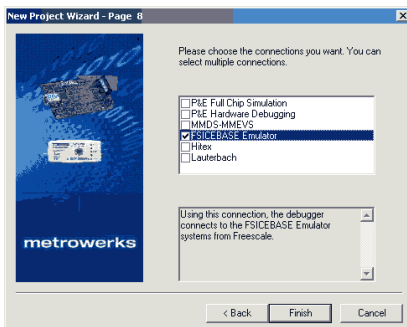 New Project Wizard - Page 8
Please choose the connections you want. You can
select multiple connections.
P&E Full Chip Simulation
P&E Hardware Debugging
MMDS-MMEVS
FSICEBASE Emulator
Hitex
Lauterbach
Using this connection, the debugger
connects to the FSICEBASE Emulator
systems from Freescale.
metrowerks
< Back
Finish
Cancel